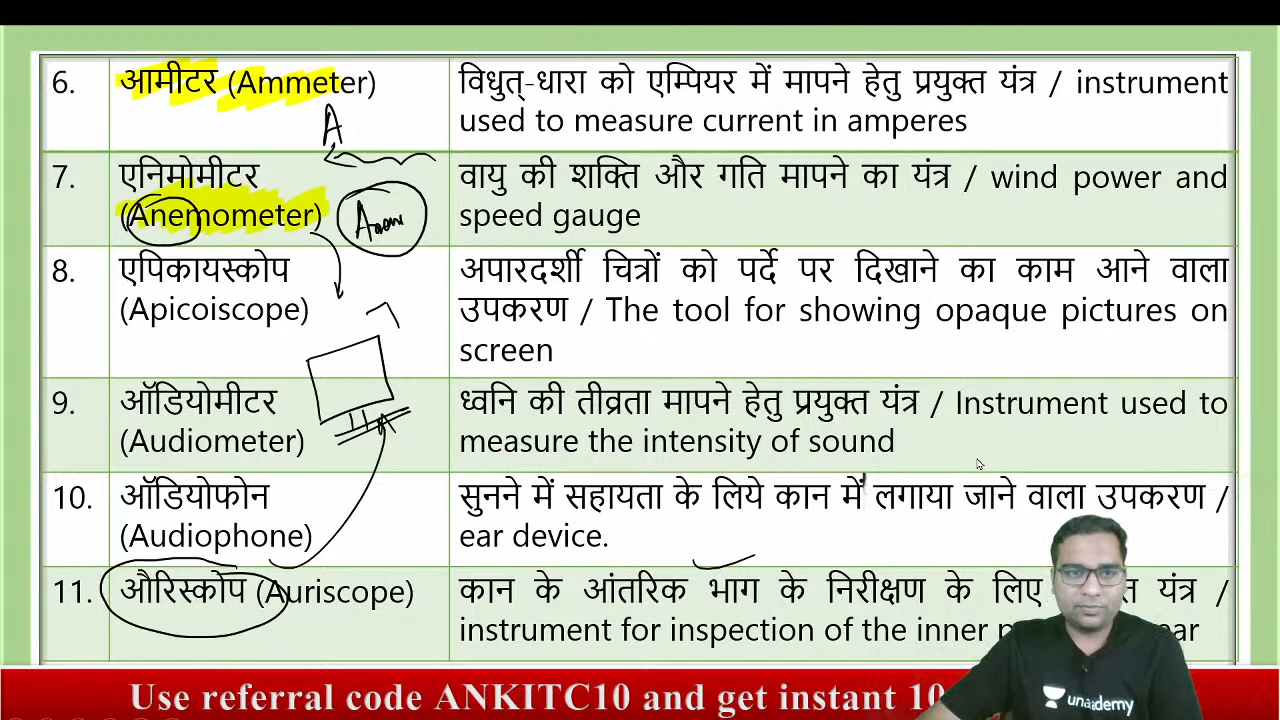 6. आमीटर (Ammeter) विधुत्-धारा को एम्पियर में मापने हेतु प्रयुक्त यंत्र / instrument
used to measure current in amperes
A
7. एनिमोमीटर वायु की शक्ति और गति मापने का यंत्र / wind power and
(Anemometer) speed gauge
8. एपिकायस्कोप अपारदर्शी चित्रों को पर्दे पर दिखाने का काम आने वाला
(Apicoiscope) उपकरण / The tool for showing opaque pictures on
screen
9. ऑडियोमीटर ध्वनि की तीव्रता मापने हेतु प्रयुक्त यंत्र / Instrument used to
(Audiometer) measure the intensity of sound
10. ऑडियोफोन सुनने में सहायता के लिये कान में लगाया जाने वाला उपकरण /
(Audiophone) ear device.
11. औरिस्कोप (Auriscope) कान के आंतरिक भाग के निरीक्षण के लिए यंत्र /
instrument for inspection of the inner
Use referral code ANKITC10 and get instant 10
unacademy